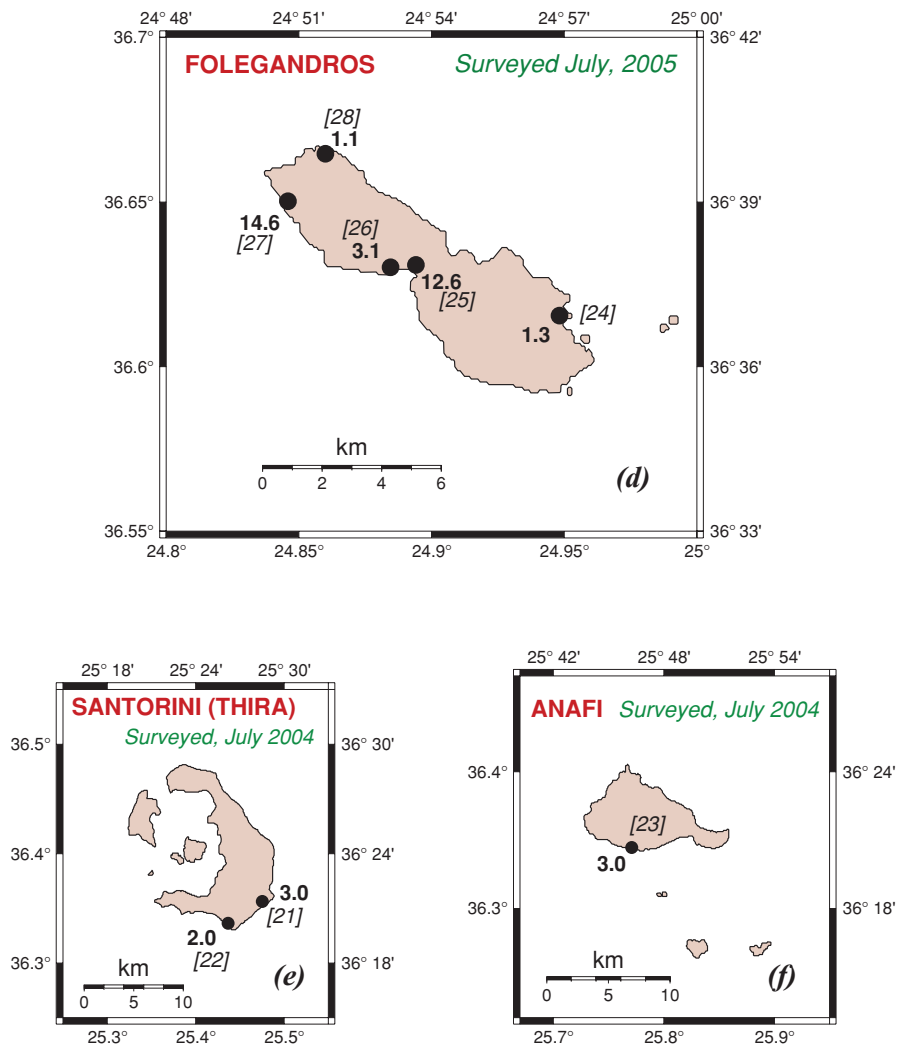 24° 48' 24° 51' 24° 54' 24° 57' 25° 00'
36.7° 36° 42'
FOLEGANDROS Surveyed July, 2005
[28]
1.1
36.65° 36° 39'
14.6 [26]
[27] 3.1
12.6
[25] [24]
1.3
36.6° 36° 36'
km
0 2 4 6 (d)
36.55° 36° 33'
24.8° 24.85° 24.9° 24.95° 25°
25° 18' 25° 24' 25° 30'
SANTORINI (THIRA)
Surveyed, July 2004
36.5° 36° 30'
36.4° 36° 24'
3.0
[21]
2.0
[22]
36.3° 36° 18'
km
0 5 10 (e)
25.3° 25.4° 25.5°
25° 42' 25° 48' 25° 54'
ANAFI Surveyed, July 2004
36.4° 36° 24'
[23]
3.0
36.3° 36° 18'
km
0 5 10 (f)
25.7° 25.8° 25.9°